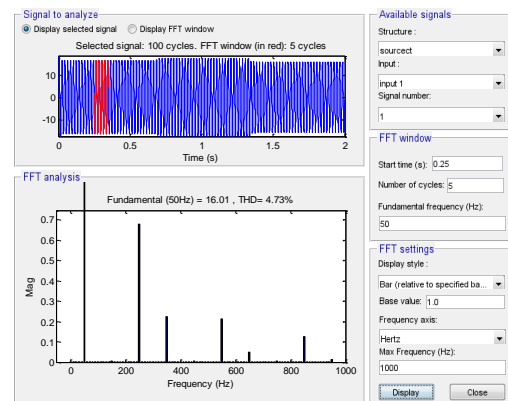 Signal to analyze
Display selected signal Display FFT window
Selected signal: 100 cycles. FFT window (in red): 5 cycles
10
0
-10
0 0.5 1 1.5 2
Time (s)
FFT analysis
Fundamental (50Hz) = 16.01 , THD= 4.73%
0.7
0.6
0.5
0.4
0.3
0.2
0.1
0
Mag
0 200 400 600 800 1000
Frequency (Hz)
Available signals
Structure :
sourcect
Input :
input 1
Signal number:
1
FFT window
Start time (s): 0.25
Number of cycles: 5
Fundamental frequency (Hz):
50
FFT settings
Display style :
Bar (relative to specified ba...
Base value: 1.0
Frequency axis:
Hertz
Max Frequency (Hz):
1000
Display Close